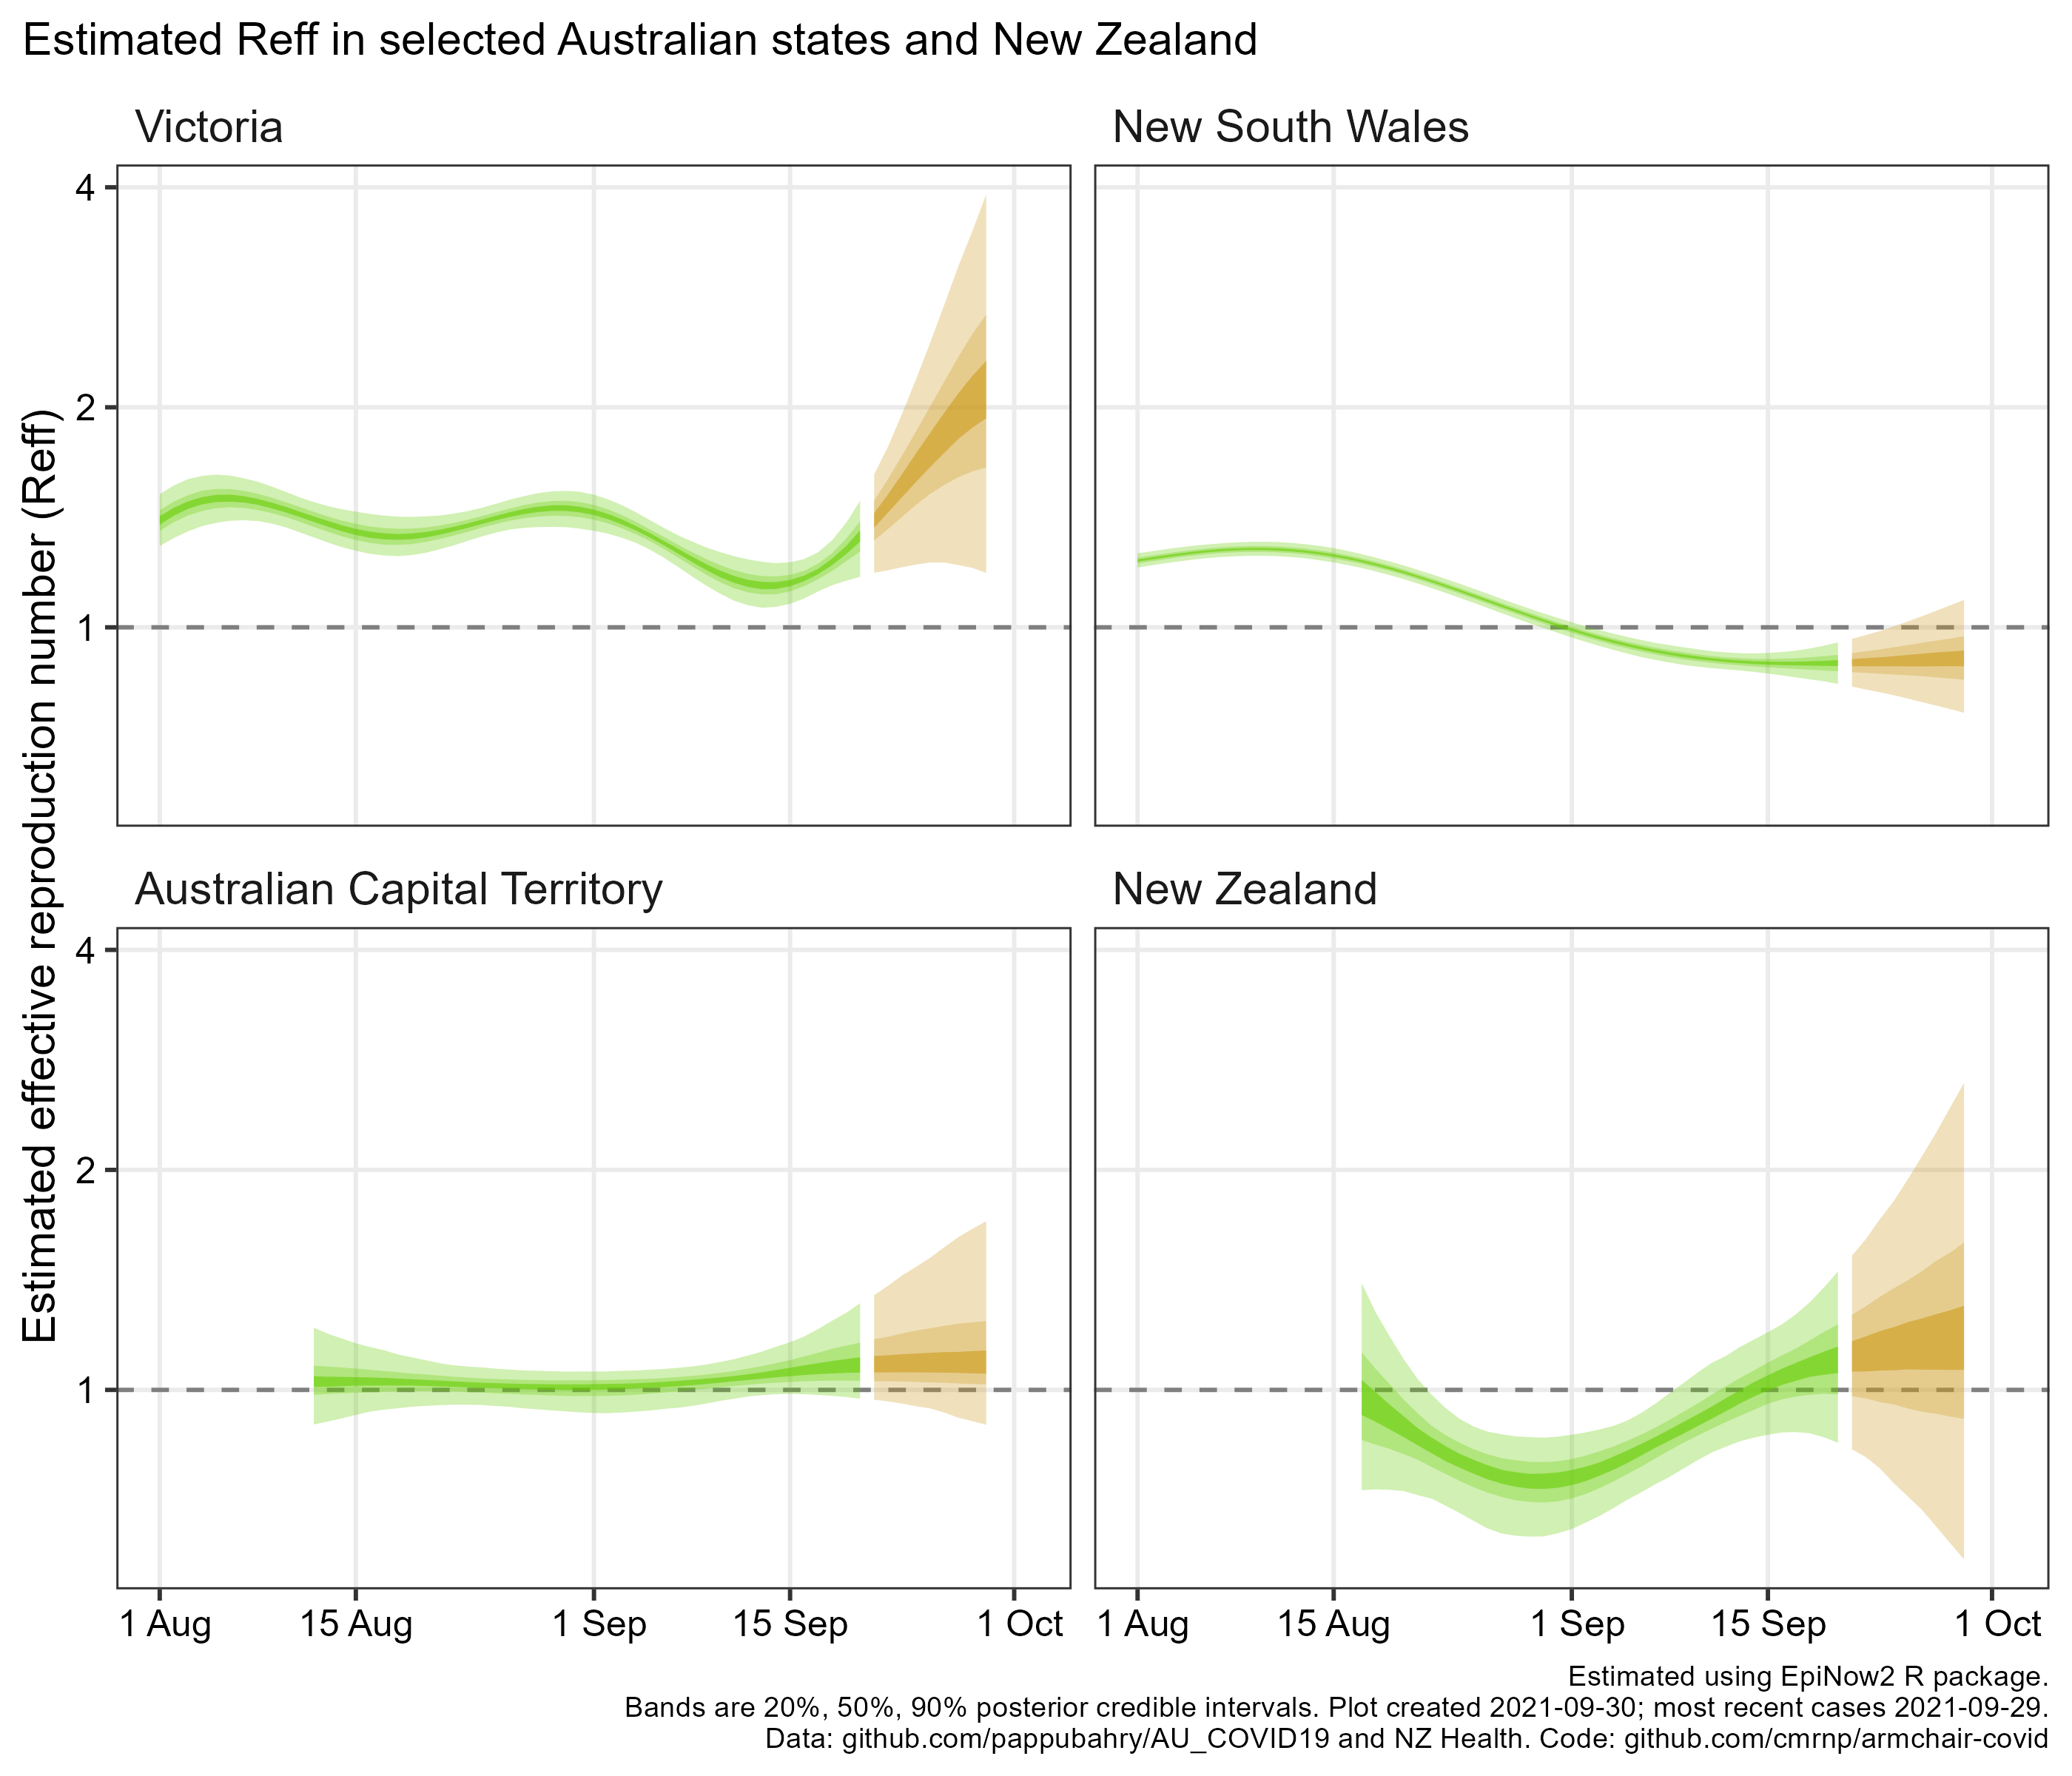 Estimated Reff in selected Australian states and New Zealand
Victoria
New South Wales
4
2
1
Estimated effective reproduction number (Reff)
Australian Capital Territory
New Zealand
4
2
1
1 Aug
15 Aug
1 Sep
15 Sep
1 Oct
1 Aug
15 Aug
1 Sep
15 Sep
1 Oct
Estimated using EpiNow2 R package.
Bands are 20%, 50%, 90% posterior credible intervals. Plot created 2021-09-30; most recent cases 2021-09-29.
Data: github.com/pappubahry/AU_COVID19 and NZ Health. Code: github.com/cmrnp/armchair-covid